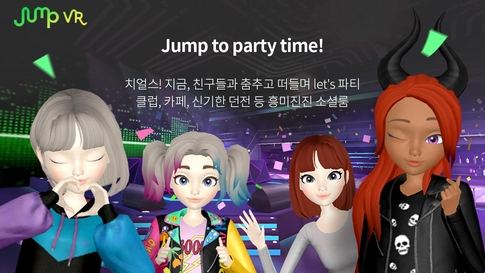 Jump VR
Jump to party time!
치얼스! 지금, 친구들과 춤추고 떠들며 let's 파티
클럽, 카페, 신기한 던전 등 흥미진진 소셜룸